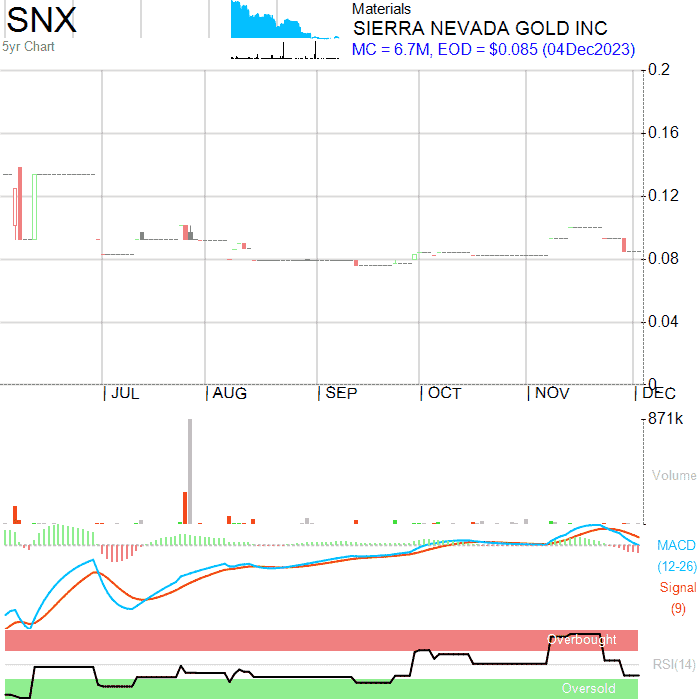 SNX
5yr Chart
Materials
SIERRA NEVADA GOLD INC
MC = 6.7M, EOD = $0.085 (04Dec2023)
0.2
0.16
0.12
0.08
0.04
0
JUL AUG SEP OCT NOV DEC
871k
Volume
MACD
(12-26)
Signal
(9)
Overbought
RSI(14)
Oversold